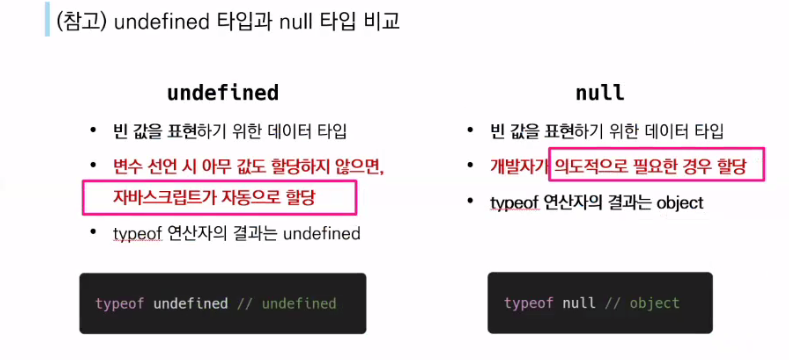 (참고) undefined 타입과 null 타입 비교
undefined
• 빈 값을 표현하기 위한 데이터 타입
• 변수 선언 시 아무 값도 할당하지 않으면,
자바스크립트가 자동으로 할당
• typeof 연산자의 결과는 undefined
typeof undefined // undefined
null
• 빈 값을 표현하기 위한 데이터 타입
• 개발자가 의도적으로 필요한 경우 할당
• typeof 연산자의 결과는 object
typeof null // object